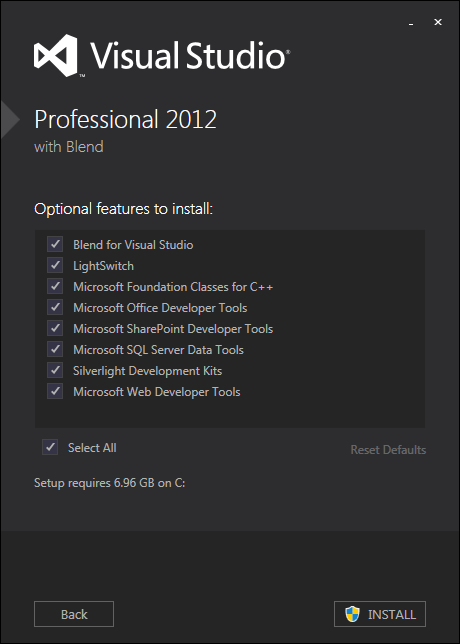 Visual Studio®
™
Professional 2012
with Blend
Optional features to install:
Blend for Visual Studio
LightSwitch
Microsoft Foundation Classes for C++
Microsoft Office Developer Tools
Microsoft SharePoint Developer Tools
Microsoft SQL Server Data Tools
Silverlight Development Kits
Microsoft Web Developer Tools
Select All
Reset Defaults
Setup requires 6.96 GB on C:
Back
INSTALL